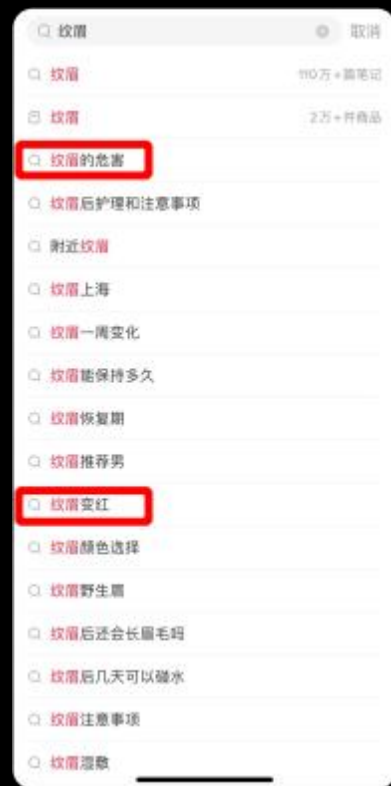 纹眉 取消
纹眉 110万+篇笔记
纹眉 2万+件商品
纹眉的危害
纹眉后护理和注意事项
附近纹眉
纹眉上海
纹眉一周变化
纹眉能保持多久
纹眉恢复期
纹眉推荐男
纹眉变红
纹眉颜色选择
纹眉野生眉
纹眉后还会长眉毛吗
纹眉后几天可以碰水
纹眉注意事项
纹眉湿敷